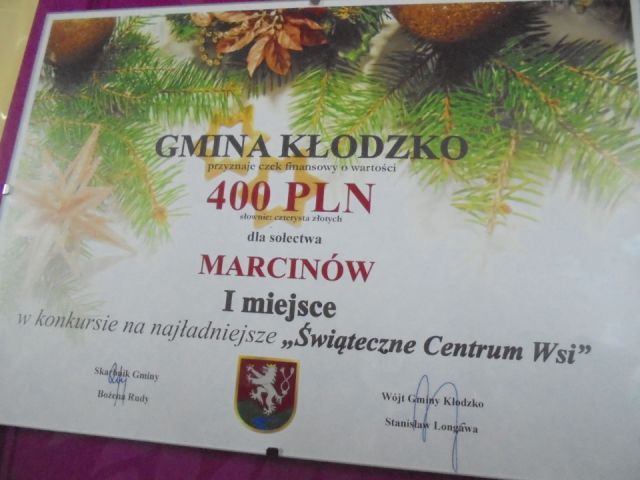 GMINA KŁODZKO
przyznaje czek finansowy o wartości
400 PLN
słownie: czterysta złotych
dla sołectwa
MARCINÓW
I miejsce
w konkursie na najładniejsze „Świąteczne Centrum Wsi”
Skarbnik Gminy
Bożena Rudy
Wójt Gminy Kłodzko
Stanisław Longawa